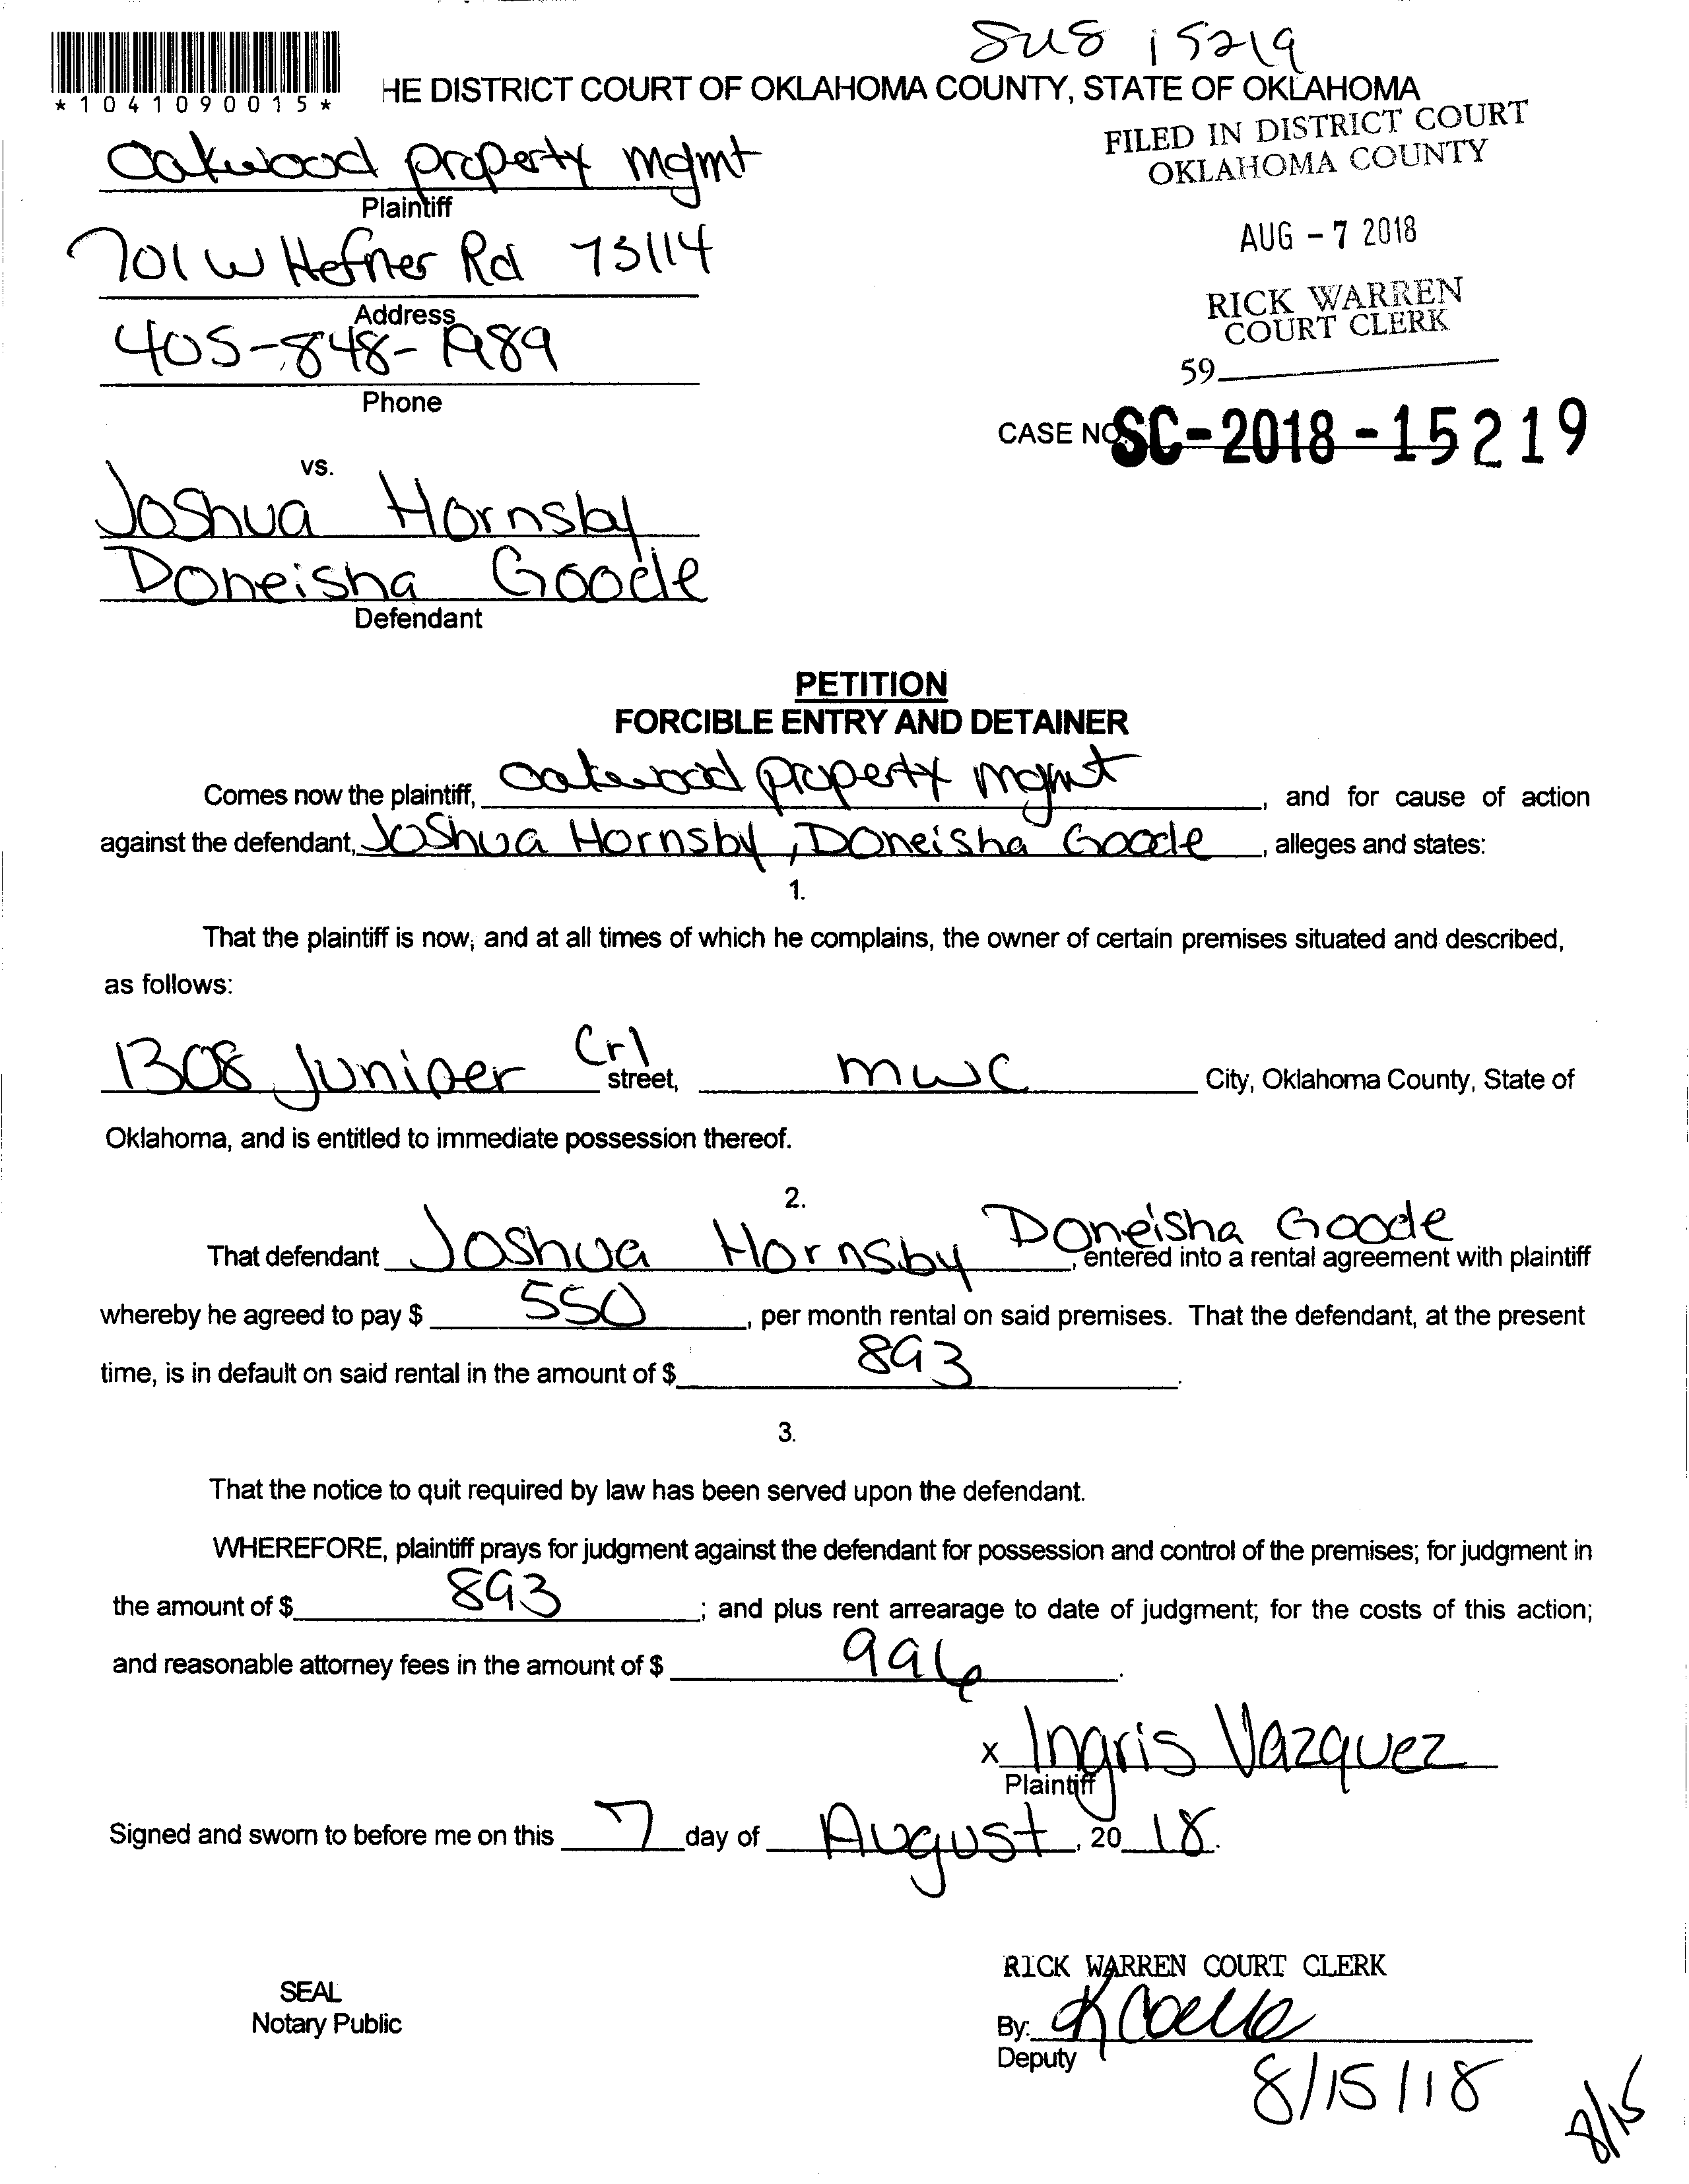 SUS 15219
*1041090015*
HE DISTRICT COURT OF OKLAHOMA COUNTY, STATE OF OKLAHOMA
FILED IN DISTRICT COURT
OKLAHOMA COUNTY
AUG - 7 2018
RICK WARREN
COURT CLERK
59
Oakwood property mgmt
Plaintiff
701 W Hefner Rd 73114
Address
405-848-1989
Phone
CASE NO. SC-2018-15219
vs.
Joshua Hornsby
Doneisha Goode
Defendant
PETITION
FORCIBLE ENTRY AND DETAINER
Comes now the plaintiff, Oakwood property mgmt, and for cause of action
against the defendant, Joshua Hornsby, Doneisha Goode, alleges and states:
1.
That the plaintiff is now, and at all times of which he complains, the owner of certain premises situated and described,
as follows:
1308 Juniper Crl street, mwc City, Oklahoma County, State of
Oklahoma, and is entitled to immediate possession thereof.
2.
That defendant Joshua Hornsby Doneisha Goode, entered into a rental agreement with plaintiff
whereby he agreed to pay $ 550, per month rental on said premises. That the defendant, at the present
time, is in default on said rental in the amount of $ 893.
3.
That the notice to quit required by law has been served upon the defendant.
WHEREFORE, plaintiff prays for judgment against the defendant for possession and control of the premises; for judgment in
the amount of $ 893; and plus rent arrearage to date of judgment; for the costs of this action;
and reasonable attorney fees in the amount of $ 996.
x Ingris Vazquez
Plaintiff
Signed and sworn to before me on this 7 day of August, 20 18.
RICK WARREN COURT CLERK
SEAL
Notary Public
By:
Deputy
8/15/18
8/15